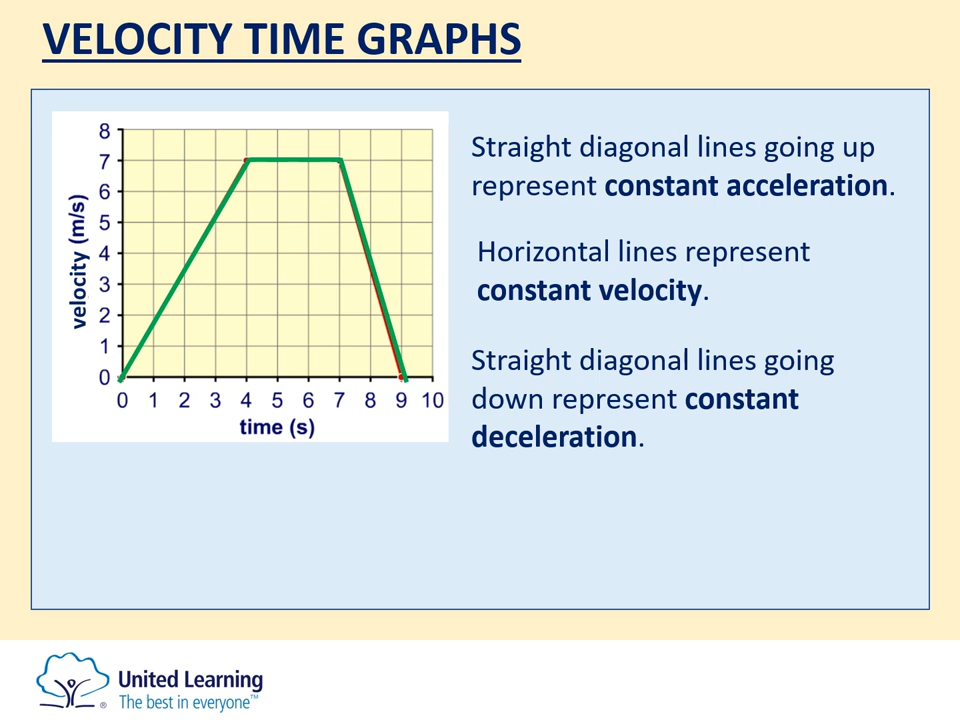 VELOCITY TIME GRAPHS
8
7
6
5
4
3
2
1
0
velocity (m/s)
0 1 2 3 4 5 6 7 8 9 10
time (s)
Straight diagonal lines going up
represent constant acceleration.
Horizontal lines represent
constant velocity.
Straight diagonal lines going
down represent constant
deceleration.
United Learning
The best in everyone™
®